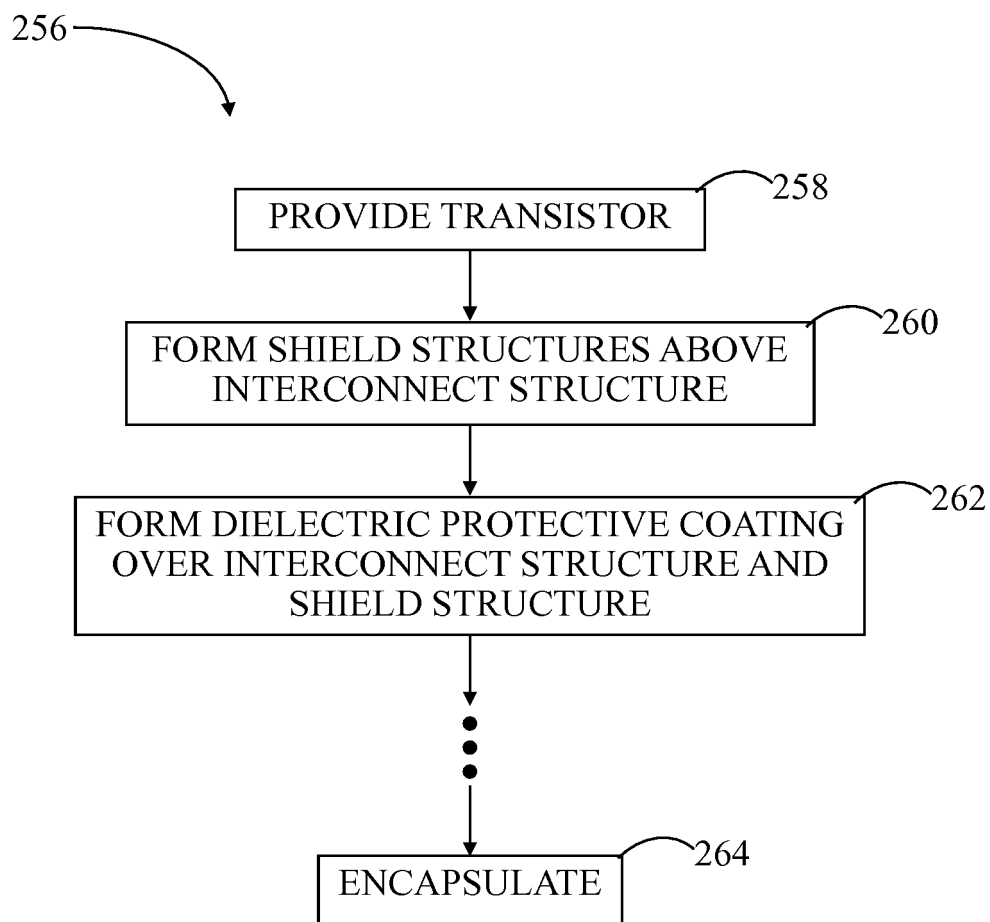 256
258
PROVIDE TRANSISTOR
260
FORM SHIELD STRUCTURES ABOVE
INTERCONNECT STRUCTURE
262
FORM DIELECTRIC PROTECTIVE COATING
OVER INTERCONNECT STRUCTURE AND
SHIELD STRUCTURE
264
ENCAPSULATE